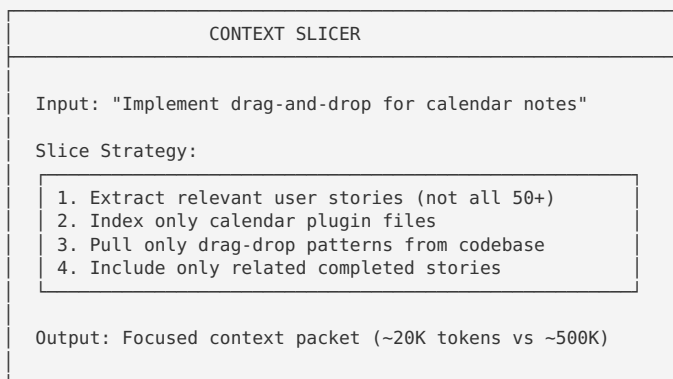 CONTEXT SLICER
Input: "Implement drag-and-drop for calendar notes"
Slice Strategy:
1. Extract relevant user stories (not all 50+)
2. Index only calendar plugin files
3. Pull only drag-drop patterns from codebase
4. Include only related completed stories
Output: Focused context packet (~20K tokens vs ~500K)